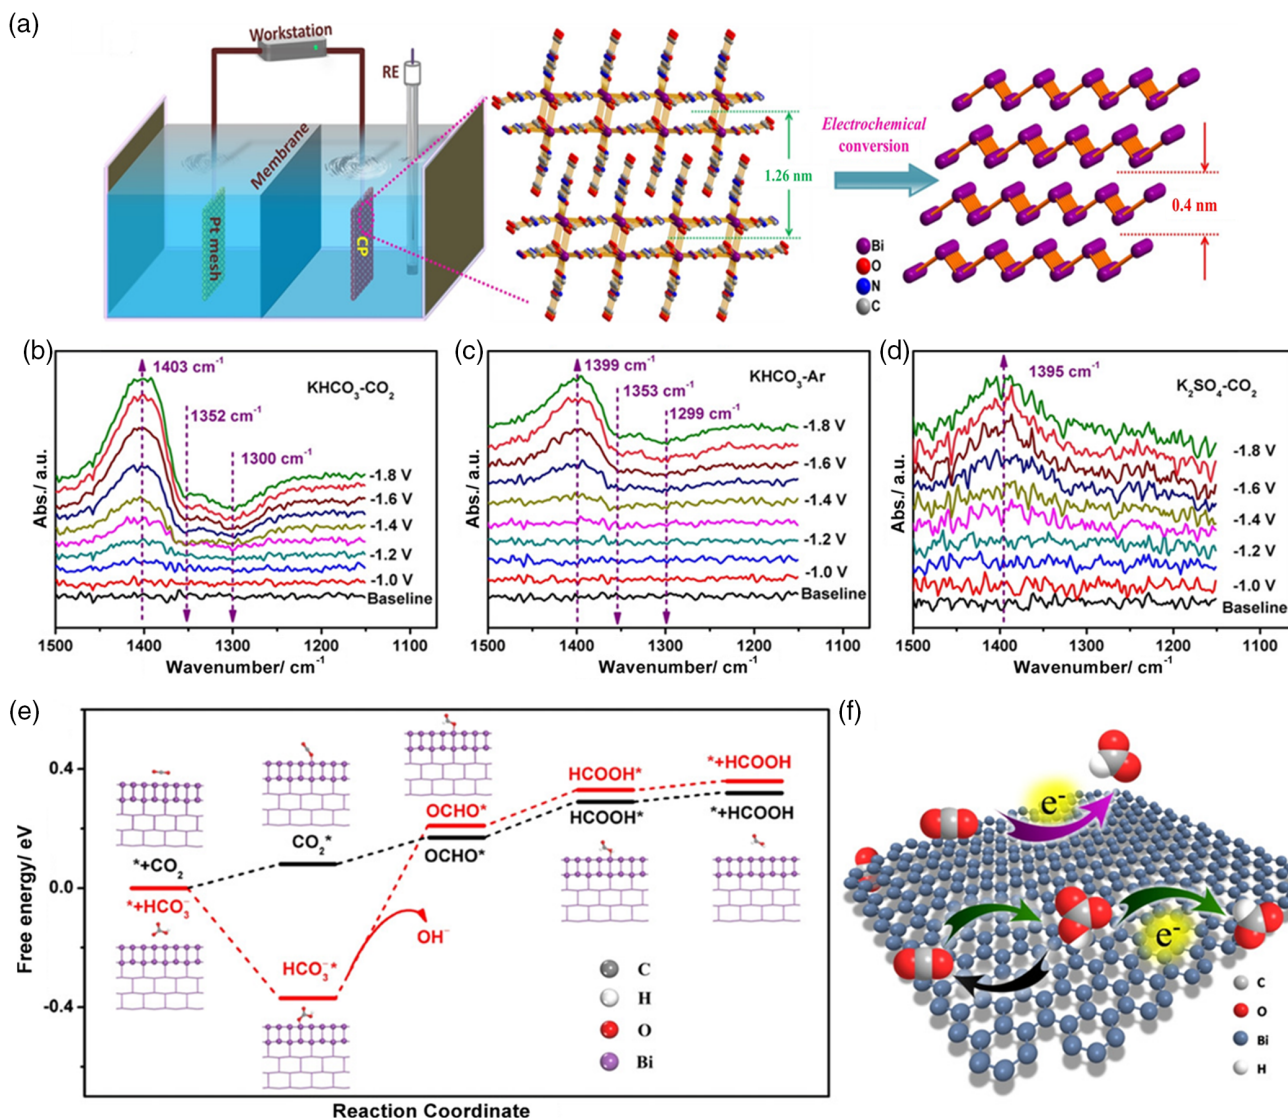 (a)
Workstation
RE
Membrane
Pt mesh
CP
1.26 nm
Electrochemical
conversion
0.4 nm
Bi
O
N
C
(b)
1403 cm⁻¹
KHCO₃-CO₂
1352 cm⁻¹
1300 cm⁻¹
-1.8 V
-1.6 V
-1.4 V
-1.2 V
-1.0 V
Baseline
Abs./ a.u.
1500 1400 1300 1200 1100
Wavenumber/ cm⁻¹
(c)
1399 cm⁻¹
KHCO₃-Ar
1353 cm⁻¹
1299 cm⁻¹
-1.8 V
-1.6 V
-1.4 V
-1.2 V
-1.0 V
Baseline
Abs./ a.u.
1500 1400 1300 1200 1100
Wavenumber/ cm⁻¹
(d)
1395 cm⁻¹
K₂SO₄-CO₂
-1.8 V
-1.6 V
-1.4 V
-1.2 V
-1.0 V
Baseline
Abs./ a.u.
1500 1400 1300 1200 1100
Wavenumber/ cm⁻¹
(e)
Free energy/ eV
0.4
0.0
-0.4
*+CO₂
*+HCO₃⁻
CO₂*
HCO₃⁻*
OH⁻
OCHO*
OCHO*
HCOOH*
HCOOH*
*+HCOOH
*+HCOOH
C
H
O
Bi
Reaction Coordinate
(f)
e⁻
e⁻
C
O
Bi
H